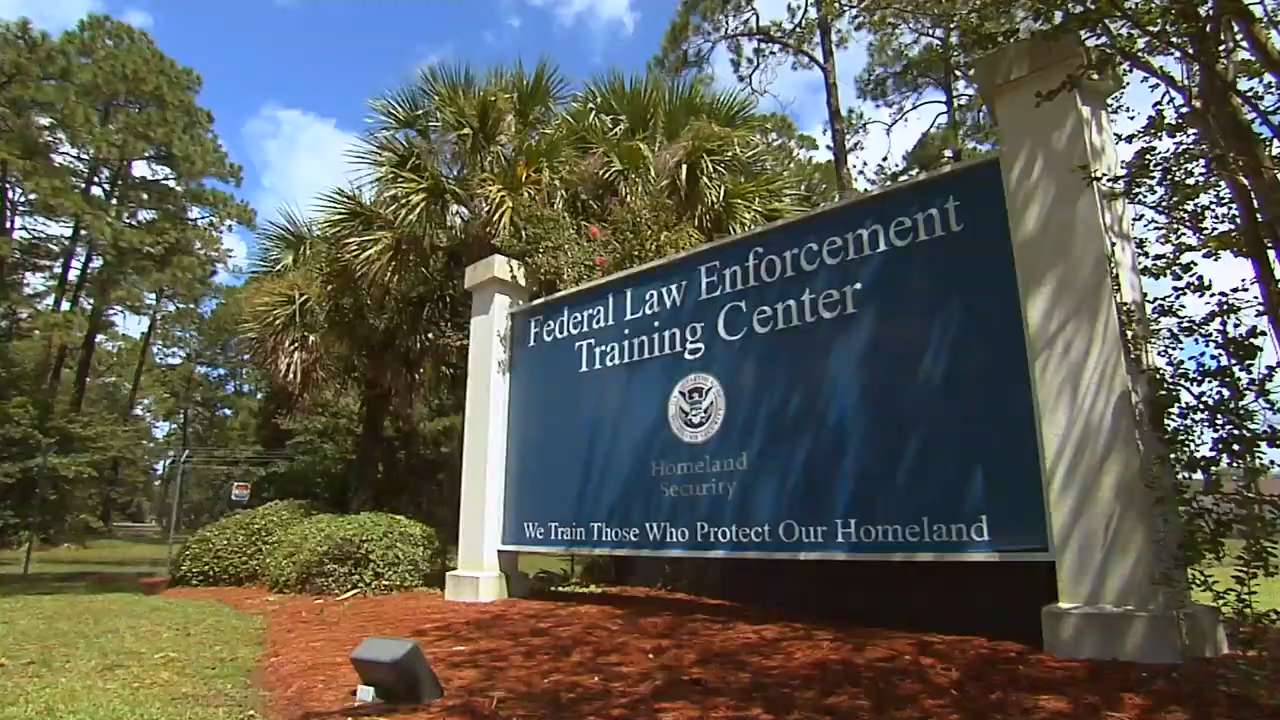 Federal Law Enforcement
Training Center
Homeland
Security
We Train Those Who Protect Our Homeland